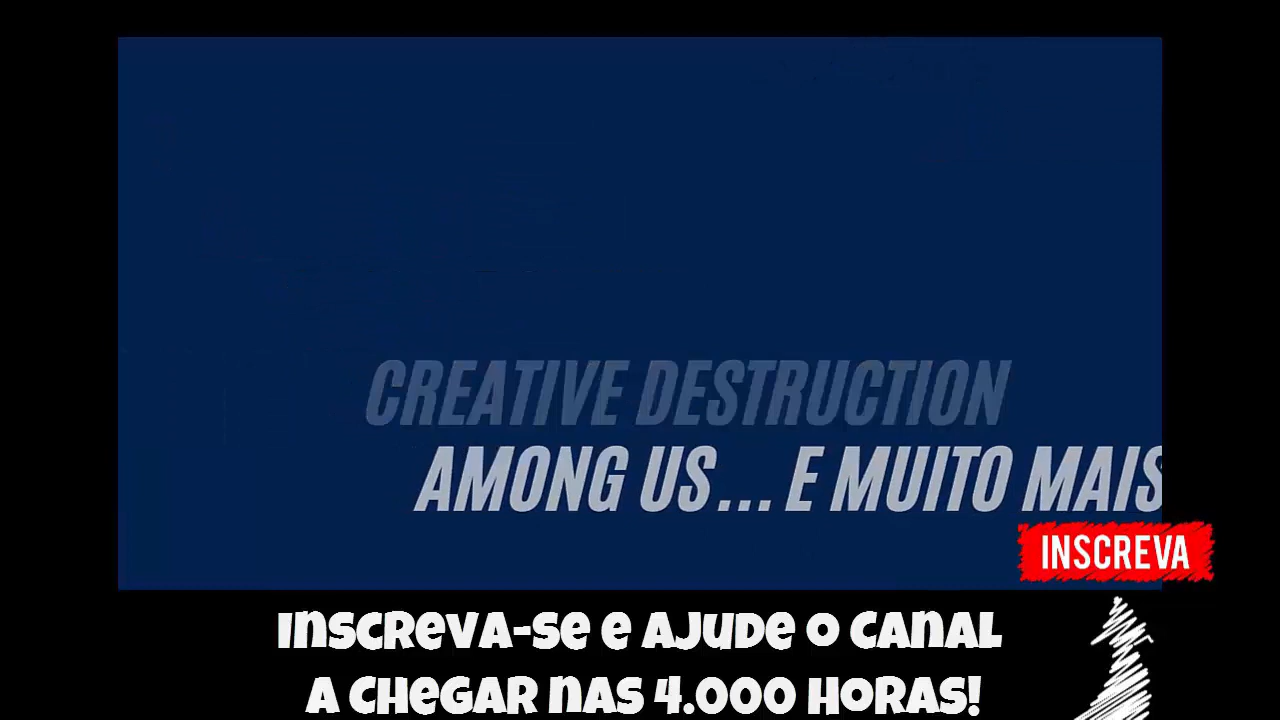 CREATIVE DESTRUCTION
AMONG US... E MUITO MAIS
INSCREVA
Inscreva-se e ajude o canal
a chegar nas 4.000 horas!